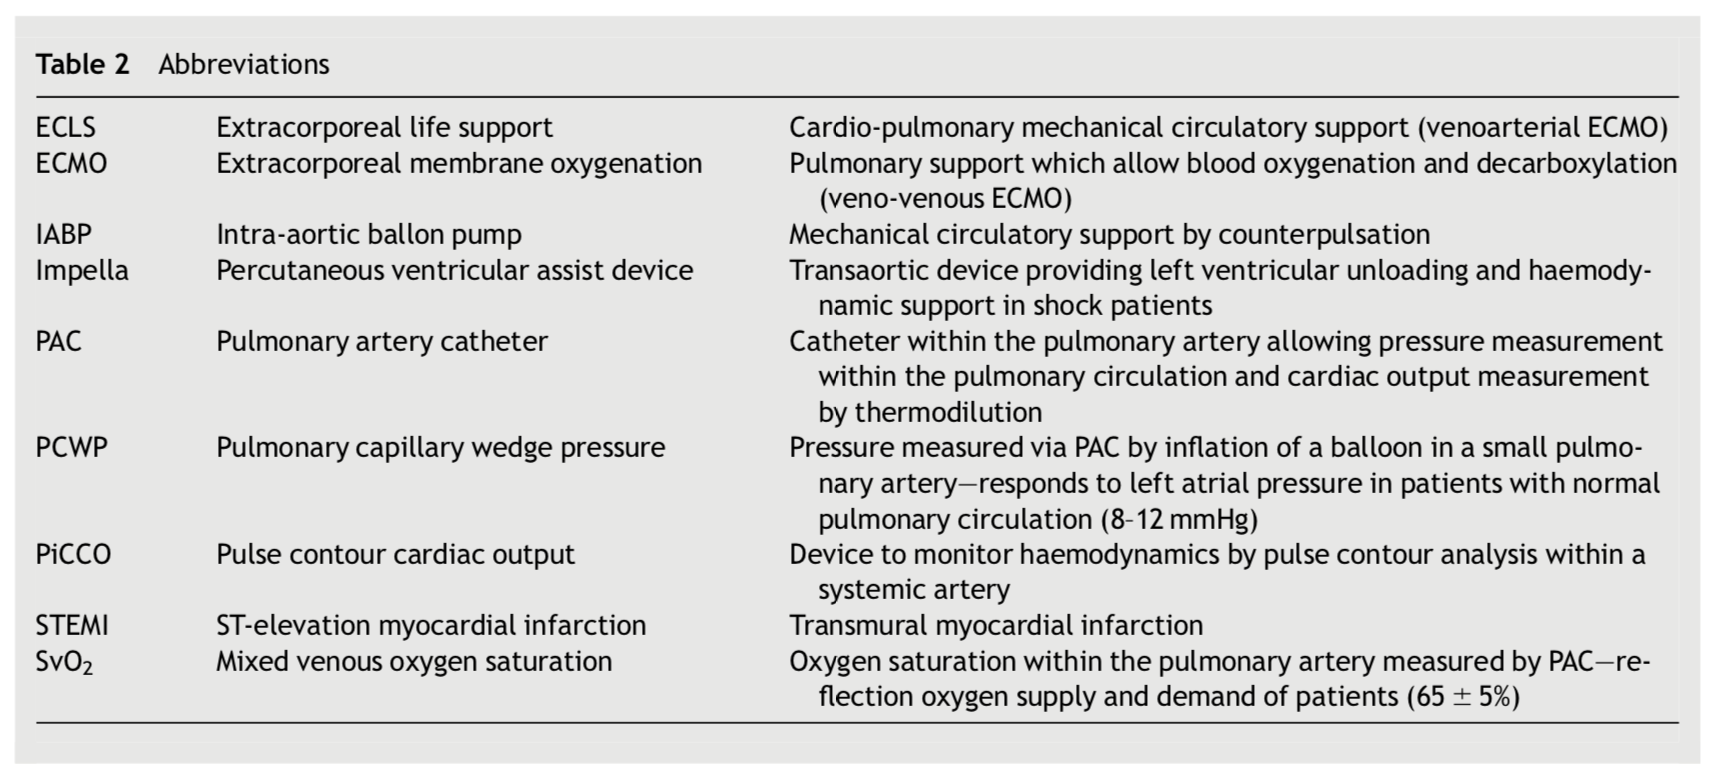 Table 2 Abbreviations
ECLS Extracorporeal life support Cardio-pulmonary mechanical circulatory support (venoarterial ECMO)
ECMO Extracorporeal membrane oxygenation Pulmonary support which allow blood oxygenation and decarboxylation
(veno-venous ECMO)
IABP Intra-aortic ballon pump Mechanical circulatory support by counterpulsation
Impella Percutaneous ventricular assist device Transaortic device providing left ventricular unloading and haemody-
namic support in shock patients
PAC Pulmonary artery catheter Catheter within the pulmonary artery allowing pressure measurement
within the pulmonary circulation and cardiac output measurement
by thermodilution
PCWP Pulmonary capillary wedge pressure Pressure measured via PAC by inflation of a balloon in a small pulmo-
nary artery—responds to left atrial pressure in patients with normal
pulmonary circulation (8–12 mmHg)
PiCCO Pulse contour cardiac output Device to monitor haemodynamics by pulse contour analysis within a
systemic artery
STEMI ST-elevation myocardial infarction Transmural myocardial infarction
SvO₂ Mixed venous oxygen saturation Oxygen saturation within the pulmonary artery measured by PAC—re-
flection oxygen supply and demand of patients (65 ± 5%)